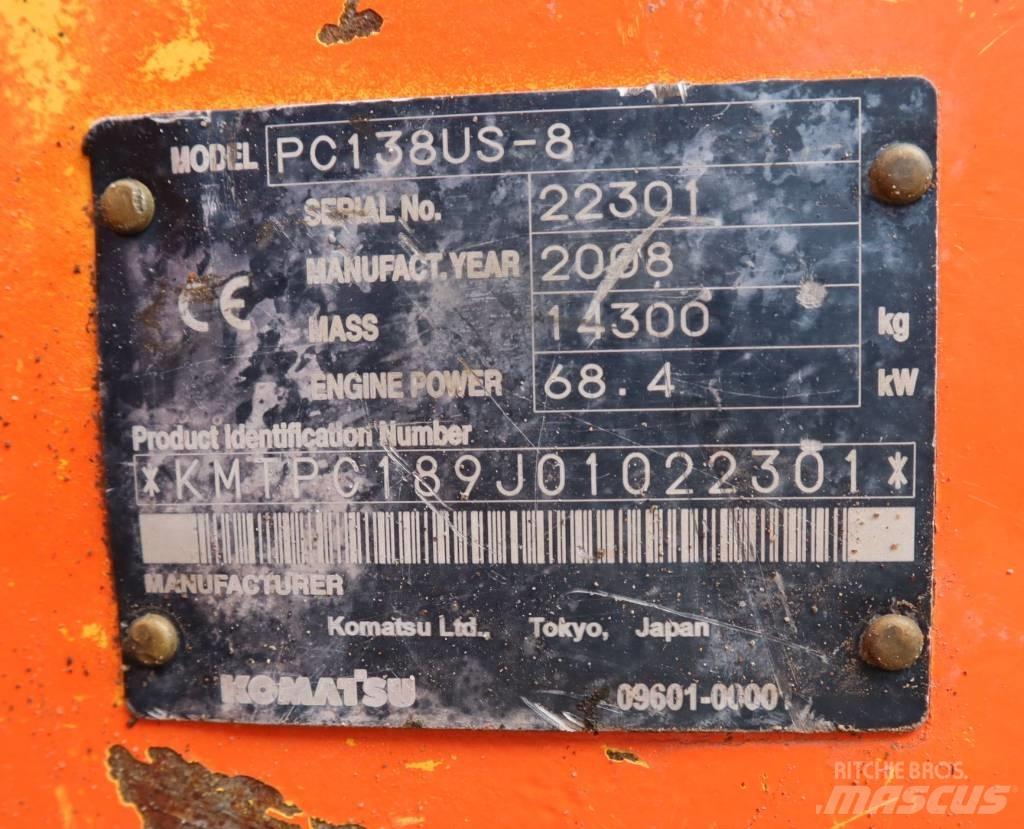 MODEL PC138US-8
SERIAL No. 22301
MANUFACT. YEAR 2008
CE
MASS 14300 kg
ENGINE POWER 68.4 kW
Product Identification Number
*KMTPC189J01022301*
MANUFACTURER
Komatsu Ltd., Tokyo, Japan
KOMATSU 09601-0000
RITCHIE BROS.
MASCUS